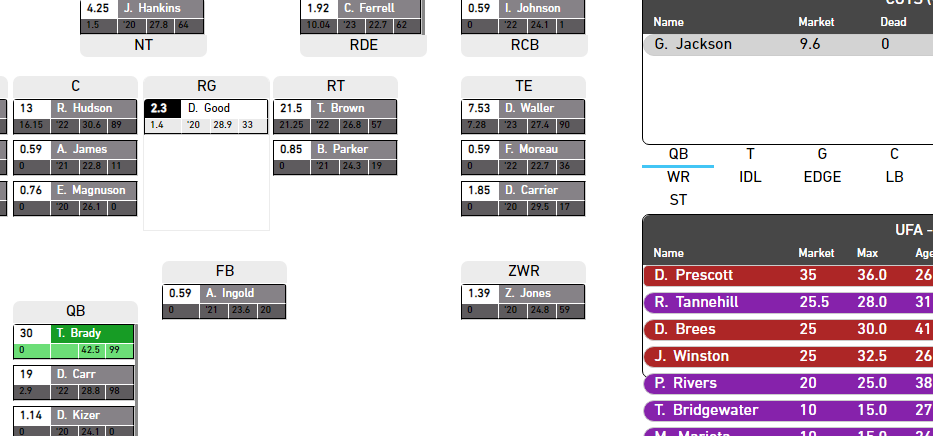 4.25 J. Hankins
1.5 '20 27.8 64
NT
1.92 C. Ferrell
10.04 '23 22.7 62
RDE
0.59 I. Johnson
0 '22 24.1 1
RCB
C
13 R. Hudson
16.15 '22 30.6 89
0.59 A. James
0 '21 22.8 11
0.76 E. Magnuson
0 '20 26.1 0
RG
2.3 D. Good
1.4 '20 28.9 33
RT
21.5 T. Brown
21.25 '22 26.8 57
0.85 B. Parker
0 '21 24.3 19
TE
7.53 D. Waller
7.28 '23 27.4 90
0.59 F. Moreau
0 '22 22.7 36
1.85 D. Carrier
0 '20 29.5 17
FB
0.59 A. Ingold
0 '21 23.6 20
ZWR
1.39 Z. Jones
0 '20 24.8 59
QB
30 T. Brady
0 42.5 99
19 D. Carr
2.9 '22 28.8 98
1.14 D. Kizer
0 '20 24.1 0
Name Market Dead
G. Jackson 9.6 0
QB T G C
WR IDL EDGE LB
ST
UFA -
Name Market Max Age
D. Prescott 35 36.0 26
R. Tannehill 25.5 28.0 31
D. Brees 25 30.0 41
J. Winston 25 32.5 26
P. Rivers 20 25.0 38
T. Bridgewater 10 15.0 27
M. Mariota 10 15.0 26